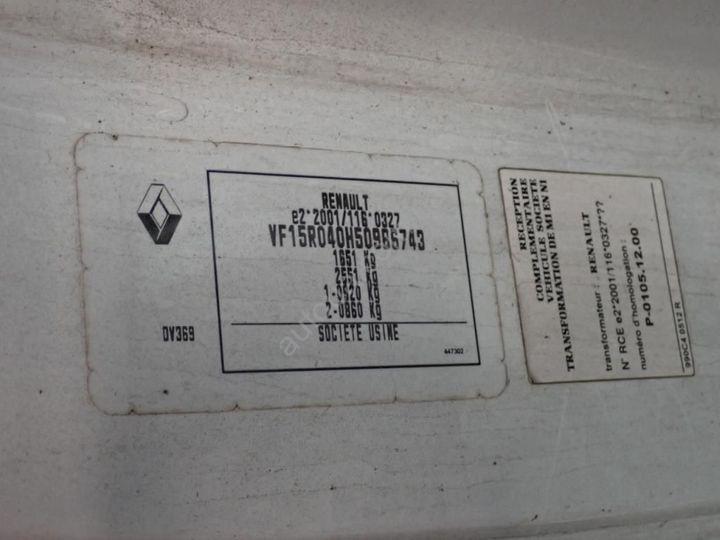 RENAULT
e2*2001/116*0327
VF15R040H50986743
1651 Kg
2551 kg
1-0920 kg
2-0860 Kg
DV369
SOCIETE USINE
447302
RECEPTION
COMPLEMENTAIRE
VEHICULE SOCIETE
TRANSFORMATION DE M1 EN N1
transformateur : RENAULT
N° RCE e2*2001/116*0327*??
numéro d'homologation :
P-0105.12.00
990C4 0512 R